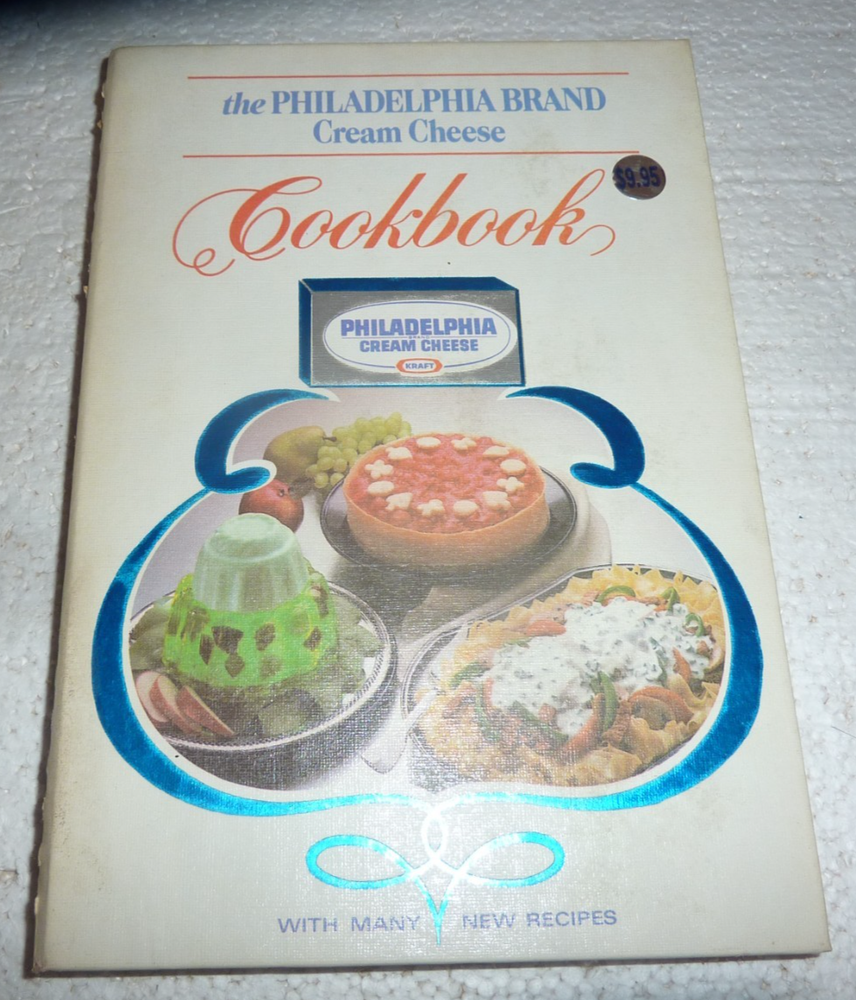 the PHILADELPHIA BRAND
Cream Cheese
$9.95
Cookbook
PHILADELPHIA
CREAM CHEESE
KRAFT
WITH MANY NEW RECIPES